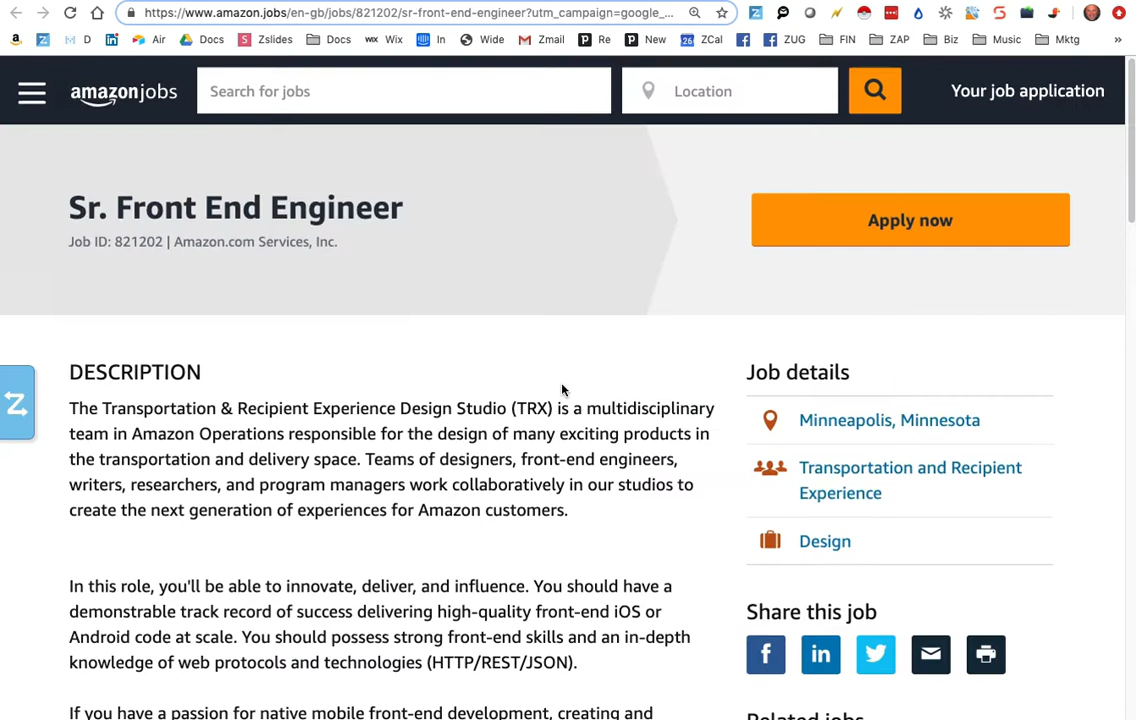 https://www.amazon.jobs/en-gb/jobs/821202/sr-front-end-engineer?utm_campaign=google_...
a Z M D in Air Docs S Zslides Docs wix Wix In Wide Zmail P Re P New 26 ZCal f f ZUG FIN ZAP Biz Music Mktg »
amazonjobs Search for jobs Location Your job application
Sr. Front End Engineer
Job ID: 821202 | Amazon.com Services, Inc.
Apply now
Z
DESCRIPTION
The Transportation & Recipient Experience Design Studio (TRX) is a multidisciplinary
team in Amazon Operations responsible for the design of many exciting products in
the transportation and delivery space. Teams of designers, front-end engineers,
writers, researchers, and program managers work collaboratively in our studios to
create the next generation of experiences for Amazon customers.
In this role, you'll be able to innovate, deliver, and influence. You should have a
demonstrable track record of success delivering high-quality front-end iOS or
Android code at scale. You should possess strong front-end skills and an in-depth
knowledge of web protocols and technologies (HTTP/REST/JSON).
If you have a passion for native mobile front-end development, creating and
Job details
Minneapolis, Minnesota
Transportation and Recipient
Experience
Design
Share this job
f in
Related jobs